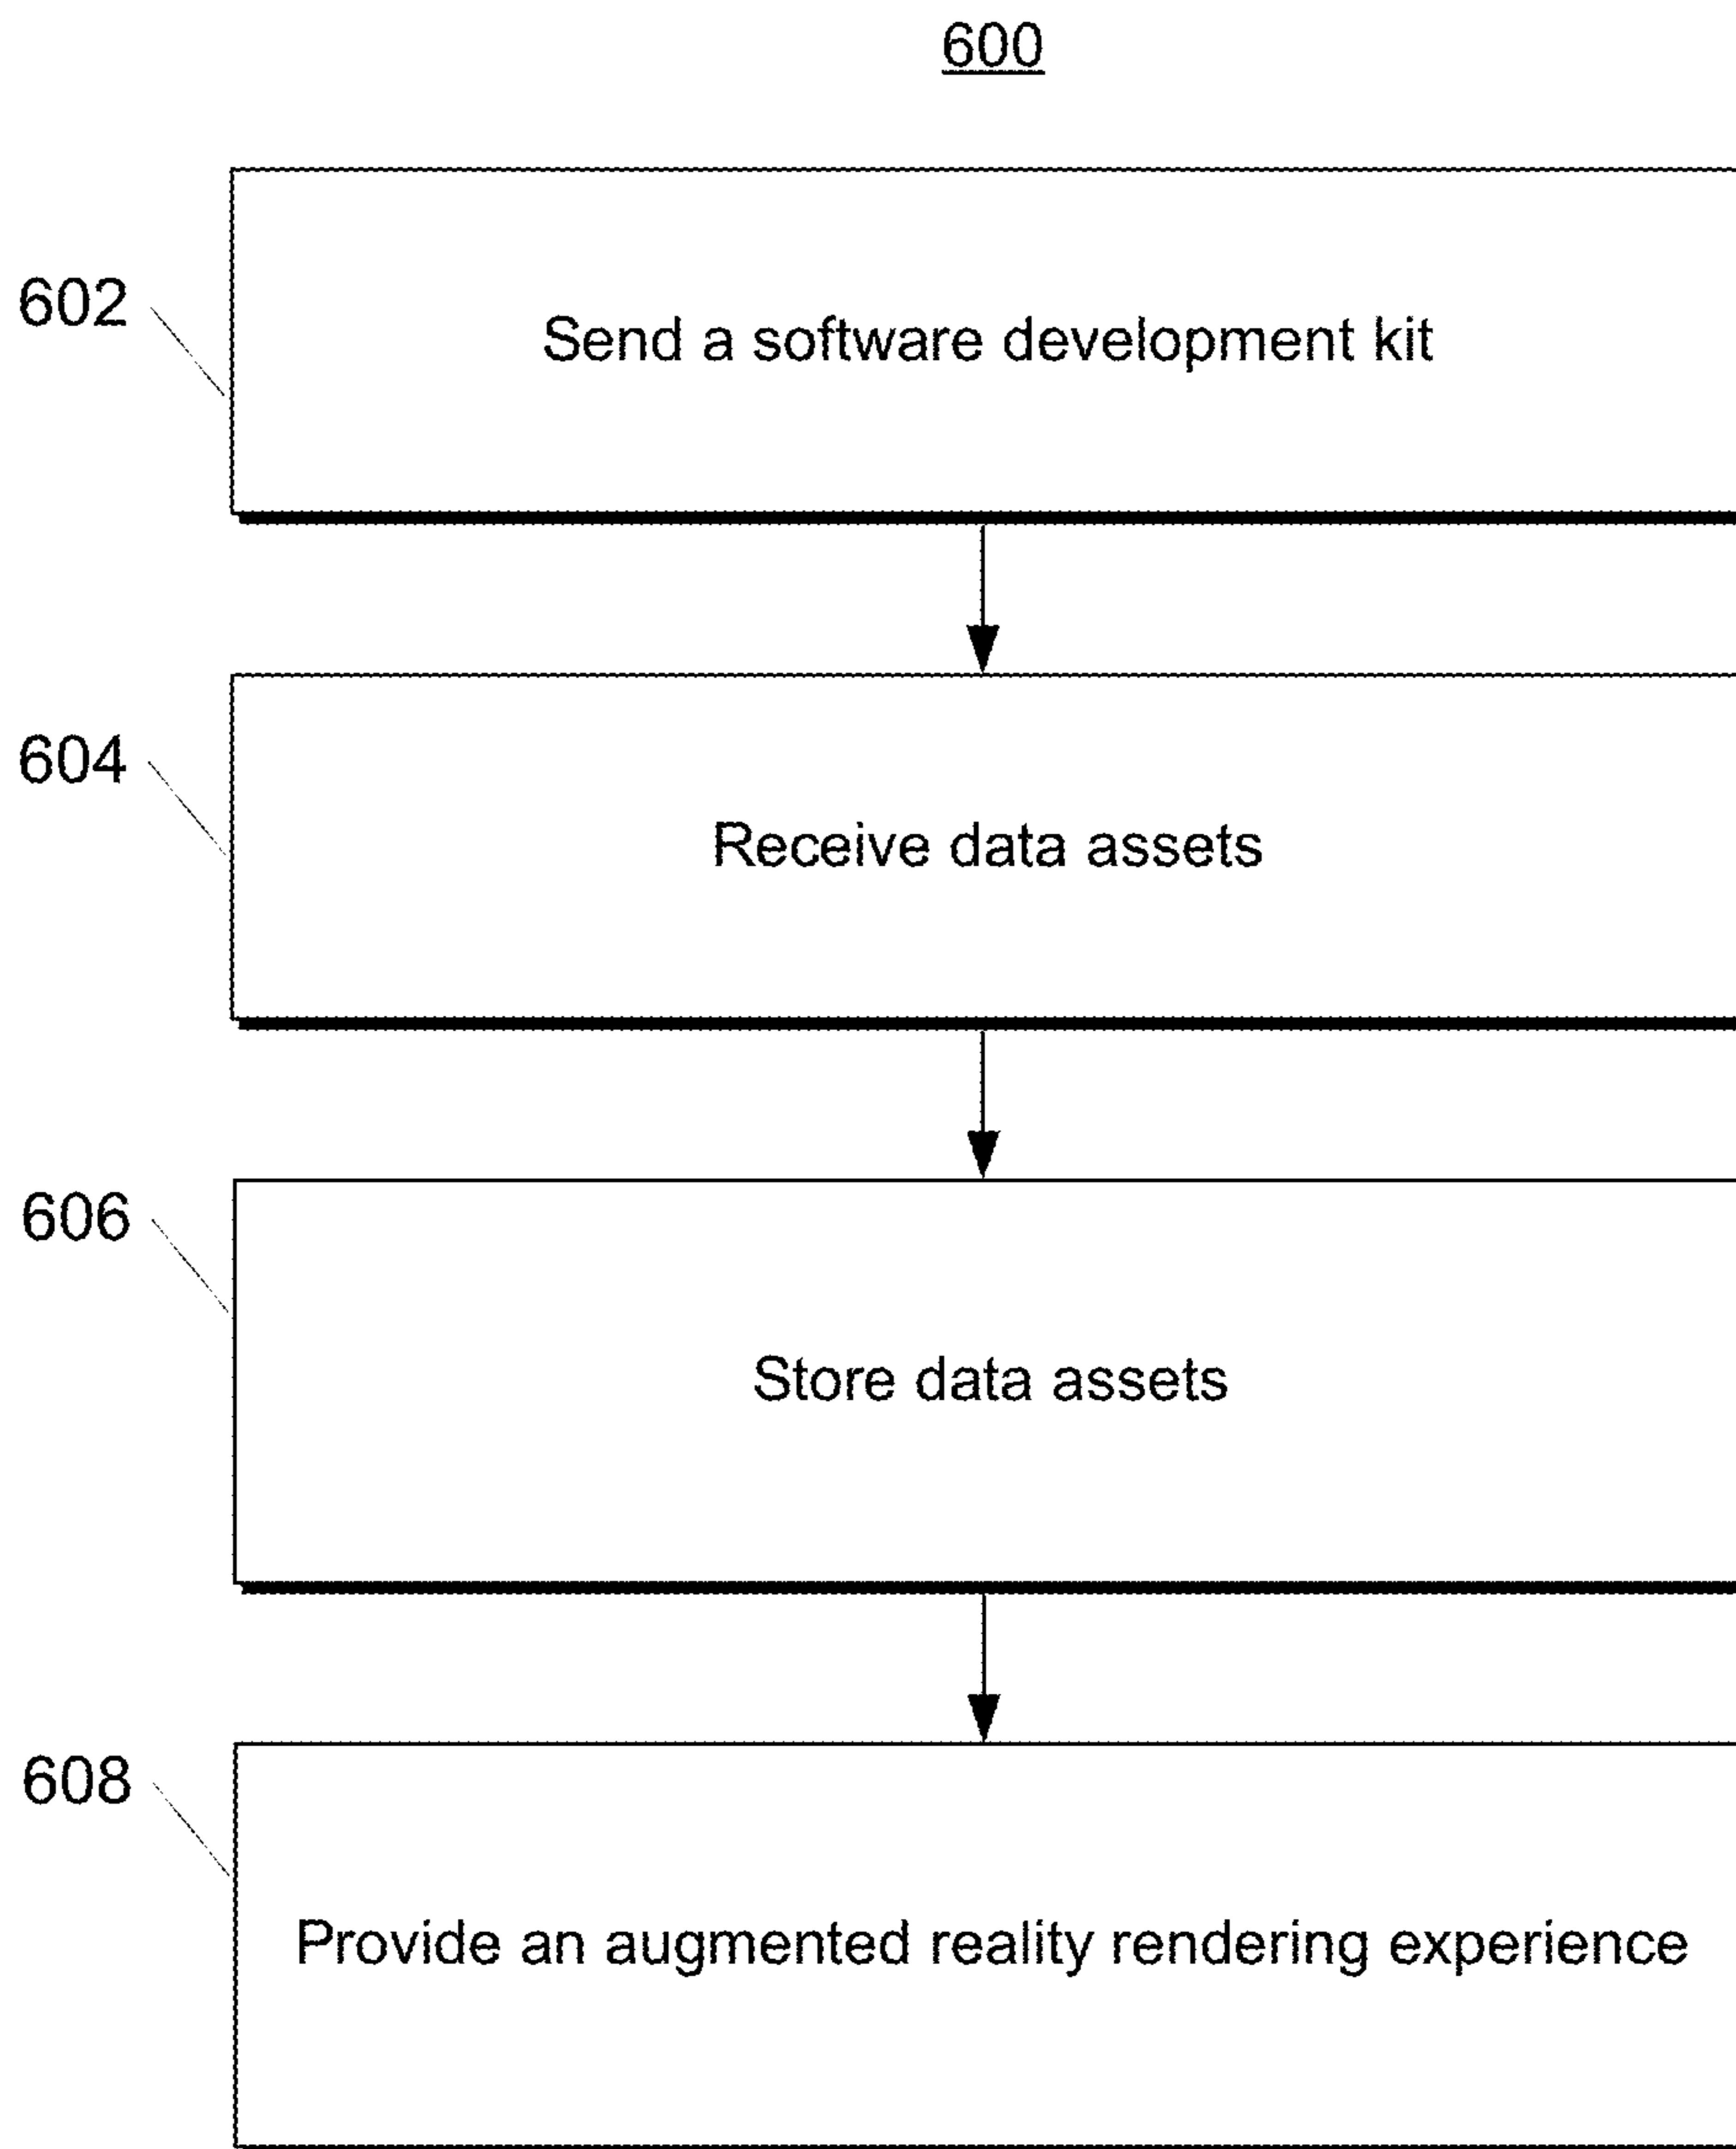 600
602
Send a software development kit
604
Receive data assets
606
Store data assets
608
Provide an augmented reality rendering experience